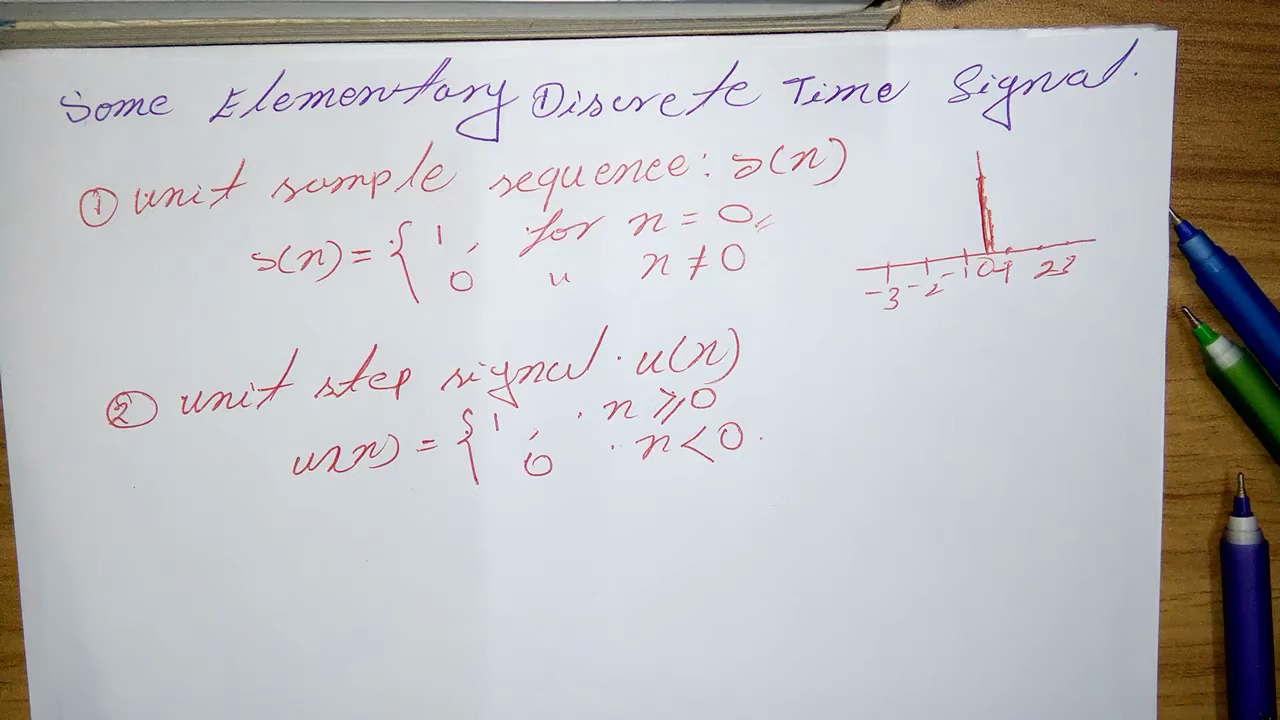 Some Elementary Discrete Time Signal.
① unit sample sequence: δ(n)
δ(n) = { 1, for n = 0,
0 " n ≠ 0
-3 -2 -1 0 1 2 3
② unit step signal · u(n)
u(n) = { 1, · n ≥ 0
0 · n < 0.